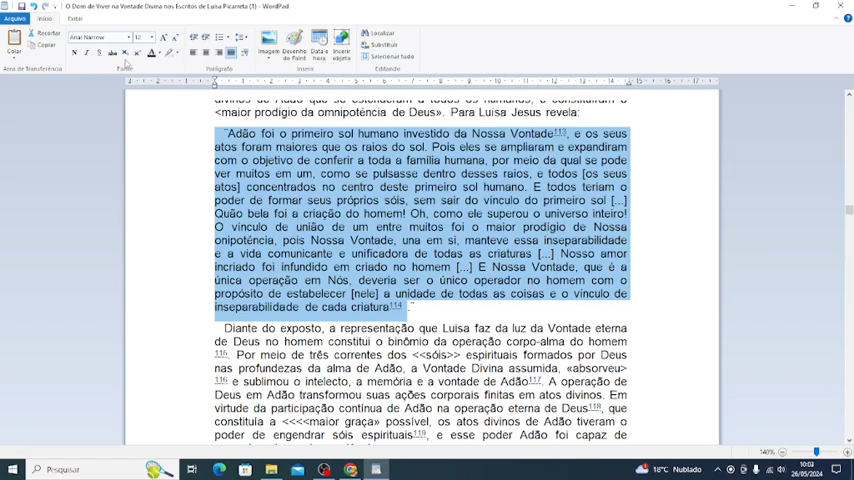 O Dom de Viver na Vontade Divina nos Escritos de Luisa Picarreta (1) - WordPad
Arquivo Início Exibir
Colar Recortar Copiar
Área de Transferência
Arial Narrow 12
Fonte
Parágrafo
Imagem Desenho do Paint Data e hora Inserir objeto
Inserir
Localizar
Substituir
Selecionar tudo
Editando
divinos de Adão que se estenderam a todos os humanos, e constituíram o
<maior prodígio da omnipotência de Deus». Para Luisa Jesus revela:
¨Adão foi o primeiro sol humano investido da Nossa Vontade113, e os seus
atos foram maiores que os raios do sol. Pois eles se ampliaram e expandiram
com o objetivo de conferir a toda a família humana, por meio da qual se pode
ver muitos em um, como se pulsasse dentro desses raios, e todos [os seus
atos] concentrados no centro deste primeiro sol humano. E todos teriam o
poder de formar seus próprios sóis, sem sair do vínculo do primeiro sol [...]
Quão bela foi a criação do homem! Oh, como ele superou o universo inteiro!
O vínculo de união de um entre muitos foi o maior prodígio de Nossa
onipotência, pois Nossa Vontade, una em si, manteve essa inseparabilidade
e a vida comunicante e unificadora de todas as criaturas [...] Nosso amor
incriado foi infundido em criado no homem [...] E Nossa Vontade, que é a
única operação em Nós, deveria ser o único operador no homem com o
propósito de estabelecer [nele] a unidade de todas as coisas e o vínculo de
inseparabilidade de cada criatura114 .¨
Diante do exposto, a representação que Luisa faz da luz da Vontade eterna
de Deus no homem constitui o binômio da operação corpo-alma do homem
115. Por meio de três correntes dos <<sóis>> espirituais formados por Deus
nas profundezas da alma de Adão, a Vontade Divina assumida, «absorveu>
116 e sublimou o intelecto, a memória e a vontade de Adão117. A operação de
Deus em Adão transformou suas ações corporais finitas em atos divinos. Em
virtude da participação contínua de Adão na operação eterna de Deus118, que
constituía a <<<<maior graça» possível, os atos divinos de Adão tiveram o
poder de engendrar sóis espirituais119, e esse poder Adão foi capaz de
140%
Pesquisar
18°C Nublado
10:03
26/05/2024